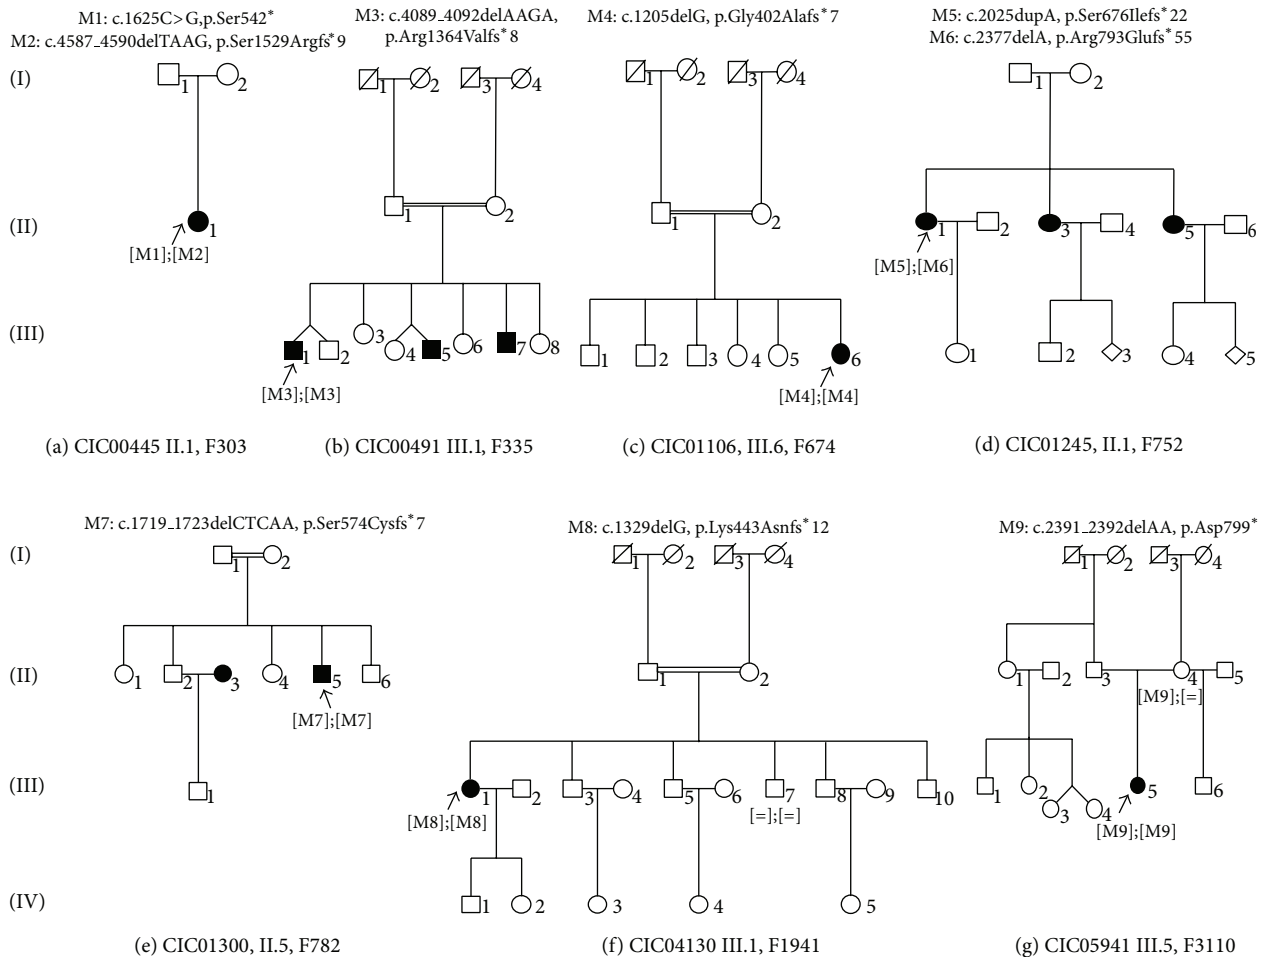 M1: c.1625C>G,p.Ser542*
M2: c.4587_4590delTAAG, p.Ser1529Argfs*9
M3: c.4089_4092delAAGA,
p.Arg1364Valfs*8
M4: c.1205delG, p.Gly402Alafs*7
M5: c.2025dupA, p.Ser676Ilefs*22
M6: c.2377delA, p.Arg793Glufs*55
(I)
1 2
1 2 3 4
1 2 3 4
1 2
(II)
1
[M1];[M2]
1 2
1 2
1 2 3 4 5 6
[M5];[M6]
(III)
1 2 3 4 5 6 7 8
[M3];[M3]
1 2 3 4 5 6
[M4];[M4]
1 2 3 4 5
(a) CIC00445 II.1, F303
(b) CIC00491 III.1, F335
(c) CIC01106, III.6, F674
(d) CIC01245, II.1, F752
M7: c.1719_1723delCTCAA, p.Ser574Cysfs*7
M8: c.1329delG, p.Lys443Asnfs*12
M9: c.2391_2392delAA, p.Asp799*
(I)
1 2
1 2 3 4
1 2 3 4
(II)
1 2 3 4 5 6
[M7];[M7]
1 2
1 2 3 4 5
[M9];[=]
(III)
1
1 2 3 4 5 6 7 8 9 10
[M8];[M8]
[=];[=]
1 2 3 4 5 6
[M9];[M9]
(IV)
1 2 3 4 5
(e) CIC01300, II.5, F782
(f) CIC04130 III.1, F1941
(g) CIC05941 III.5, F3110